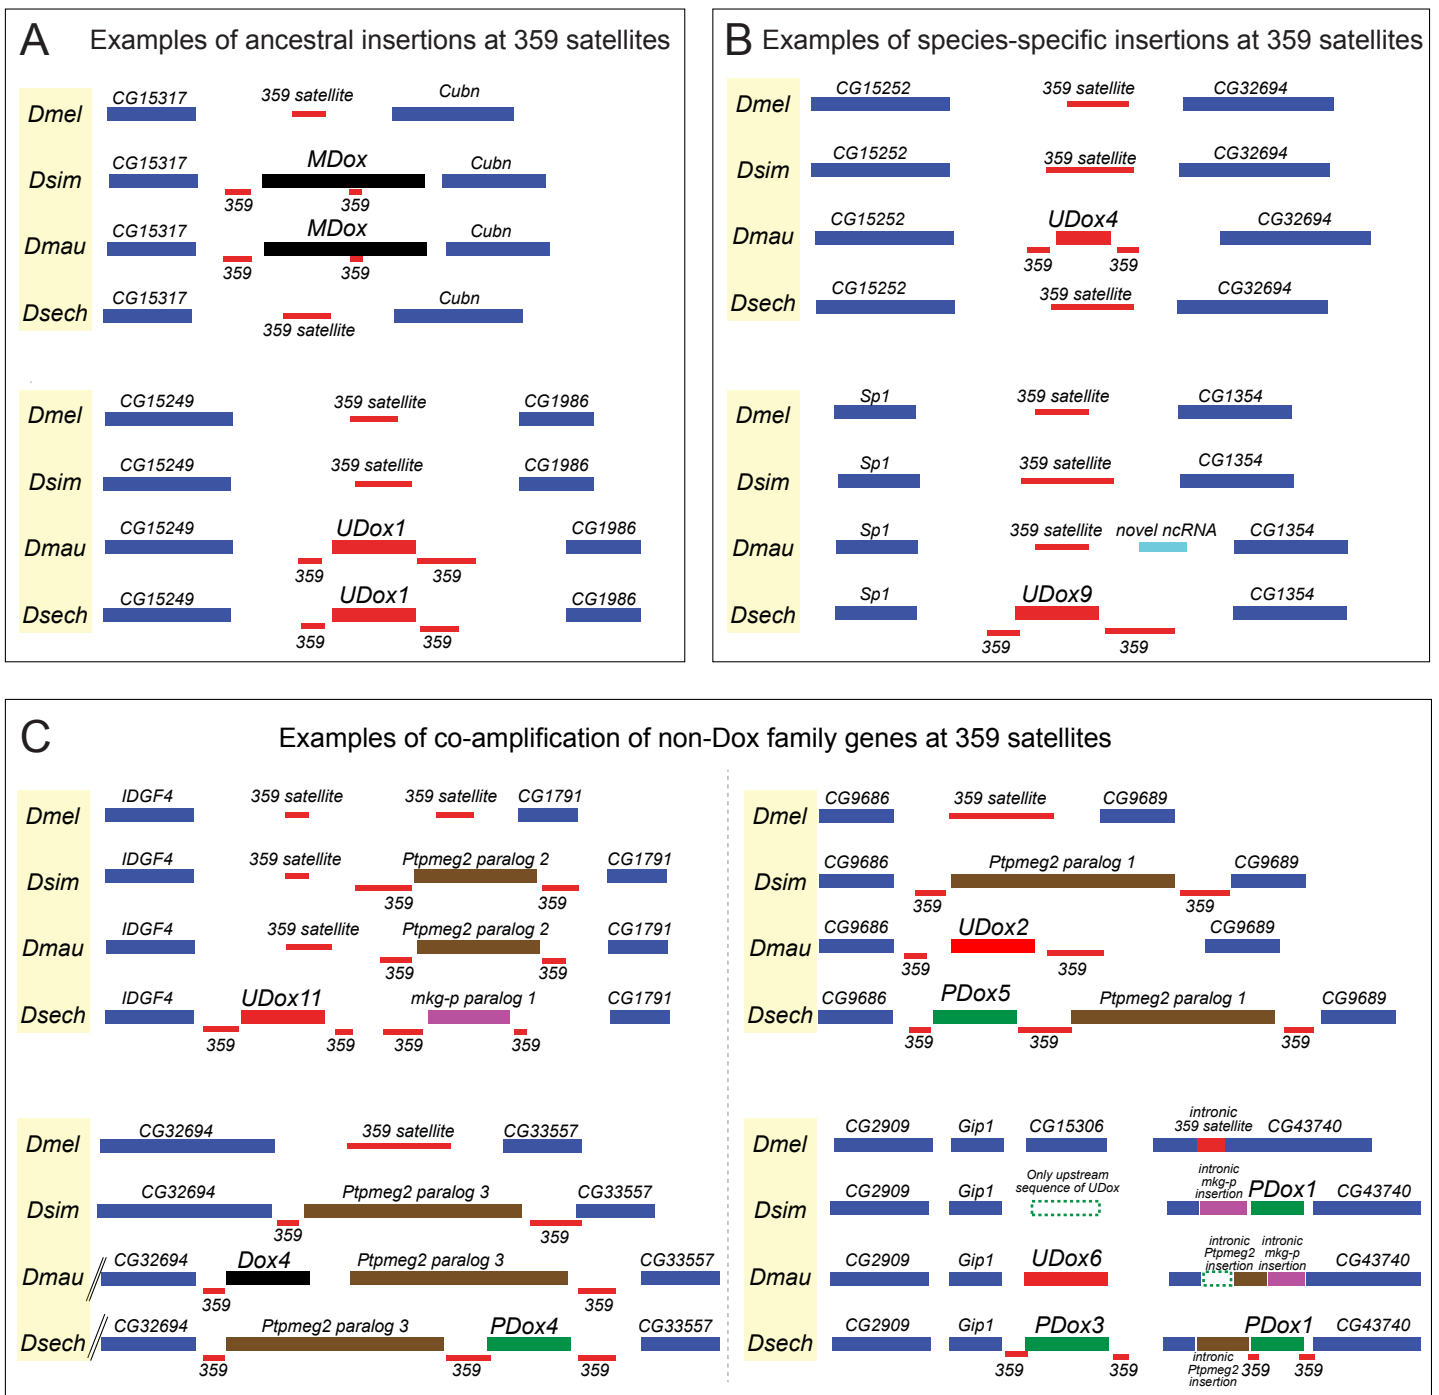 A Examples of ancestral insertions at 359 satellites
Dmel CG15317 359 satellite Cubn
Dsim CG15317 MDox Cubn
359 359
Dmau CG15317 MDox Cubn
359 359
Dsech CG15317 Cubn
359 satellite
Dmel CG15249 359 satellite CG1986
Dsim CG15249 359 satellite CG1986
Dmau CG15249 UDox1 CG1986
359 359
Dsech CG15249 UDox1 CG1986
359 359
B Examples of species-specific insertions at 359 satellites
Dmel CG15252 359 satellite CG32694
Dsim CG15252 359 satellite CG32694
Dmau CG15252 UDox4 CG32694
359 359
Dsech CG15252 359 satellite CG32694
Dmel Sp1 359 satellite CG1354
Dsim Sp1 359 satellite CG1354
Dmau Sp1 359 satellite novel ncRNA CG1354
Dsech Sp1 UDox9 CG1354
359 359
C Examples of co-amplification of non-Dox family genes at 359 satellites
Dmel IDGF4 359 satellite 359 satellite CG1791
Dsim IDGF4 359 satellite Ptpmeg2 paralog 2 CG1791
359 359
Dmau IDGF4 359 satellite Ptpmeg2 paralog 2 CG1791
359 359
Dsech IDGF4 UDox11 mkg-p paralog 1 CG1791
359 359 359 359
Dmel CG9686 359 satellite CG9689
Dsim CG9686 Ptpmeg2 paralog 1 CG9689
359 359
Dmau CG9686 UDox2 CG9689
359 359
Dsech CG9686 PDox5 Ptpmeg2 paralog 1 CG9689
359 359 359
Dmel CG32694 359 satellite CG33557
Dsim CG32694 Ptpmeg2 paralog 3 CG33557
359 359
Dmau CG32694 Dox4 Ptpmeg2 paralog 3 CG33557
359 359
Dsech CG32694 Ptpmeg2 paralog 3 PDox4 CG33557
359 359 359
Dmel CG2909 Gip1 CG15306 intronic
359 satellite CG43740
Dsim CG2909 Gip1 Only upstream
sequence of UDox
intronic
mkg-p
insertion
PDox1 CG43740
Dmau CG2909 Gip1 UDox6 intronic
Ptpmeg2
insertion
intronic
mkg-p
insertion
CG43740
Dsech CG2909 Gip1 PDox3 PDox1 CG43740
359 359 intronic
Ptpmeg2
insertion
359 359